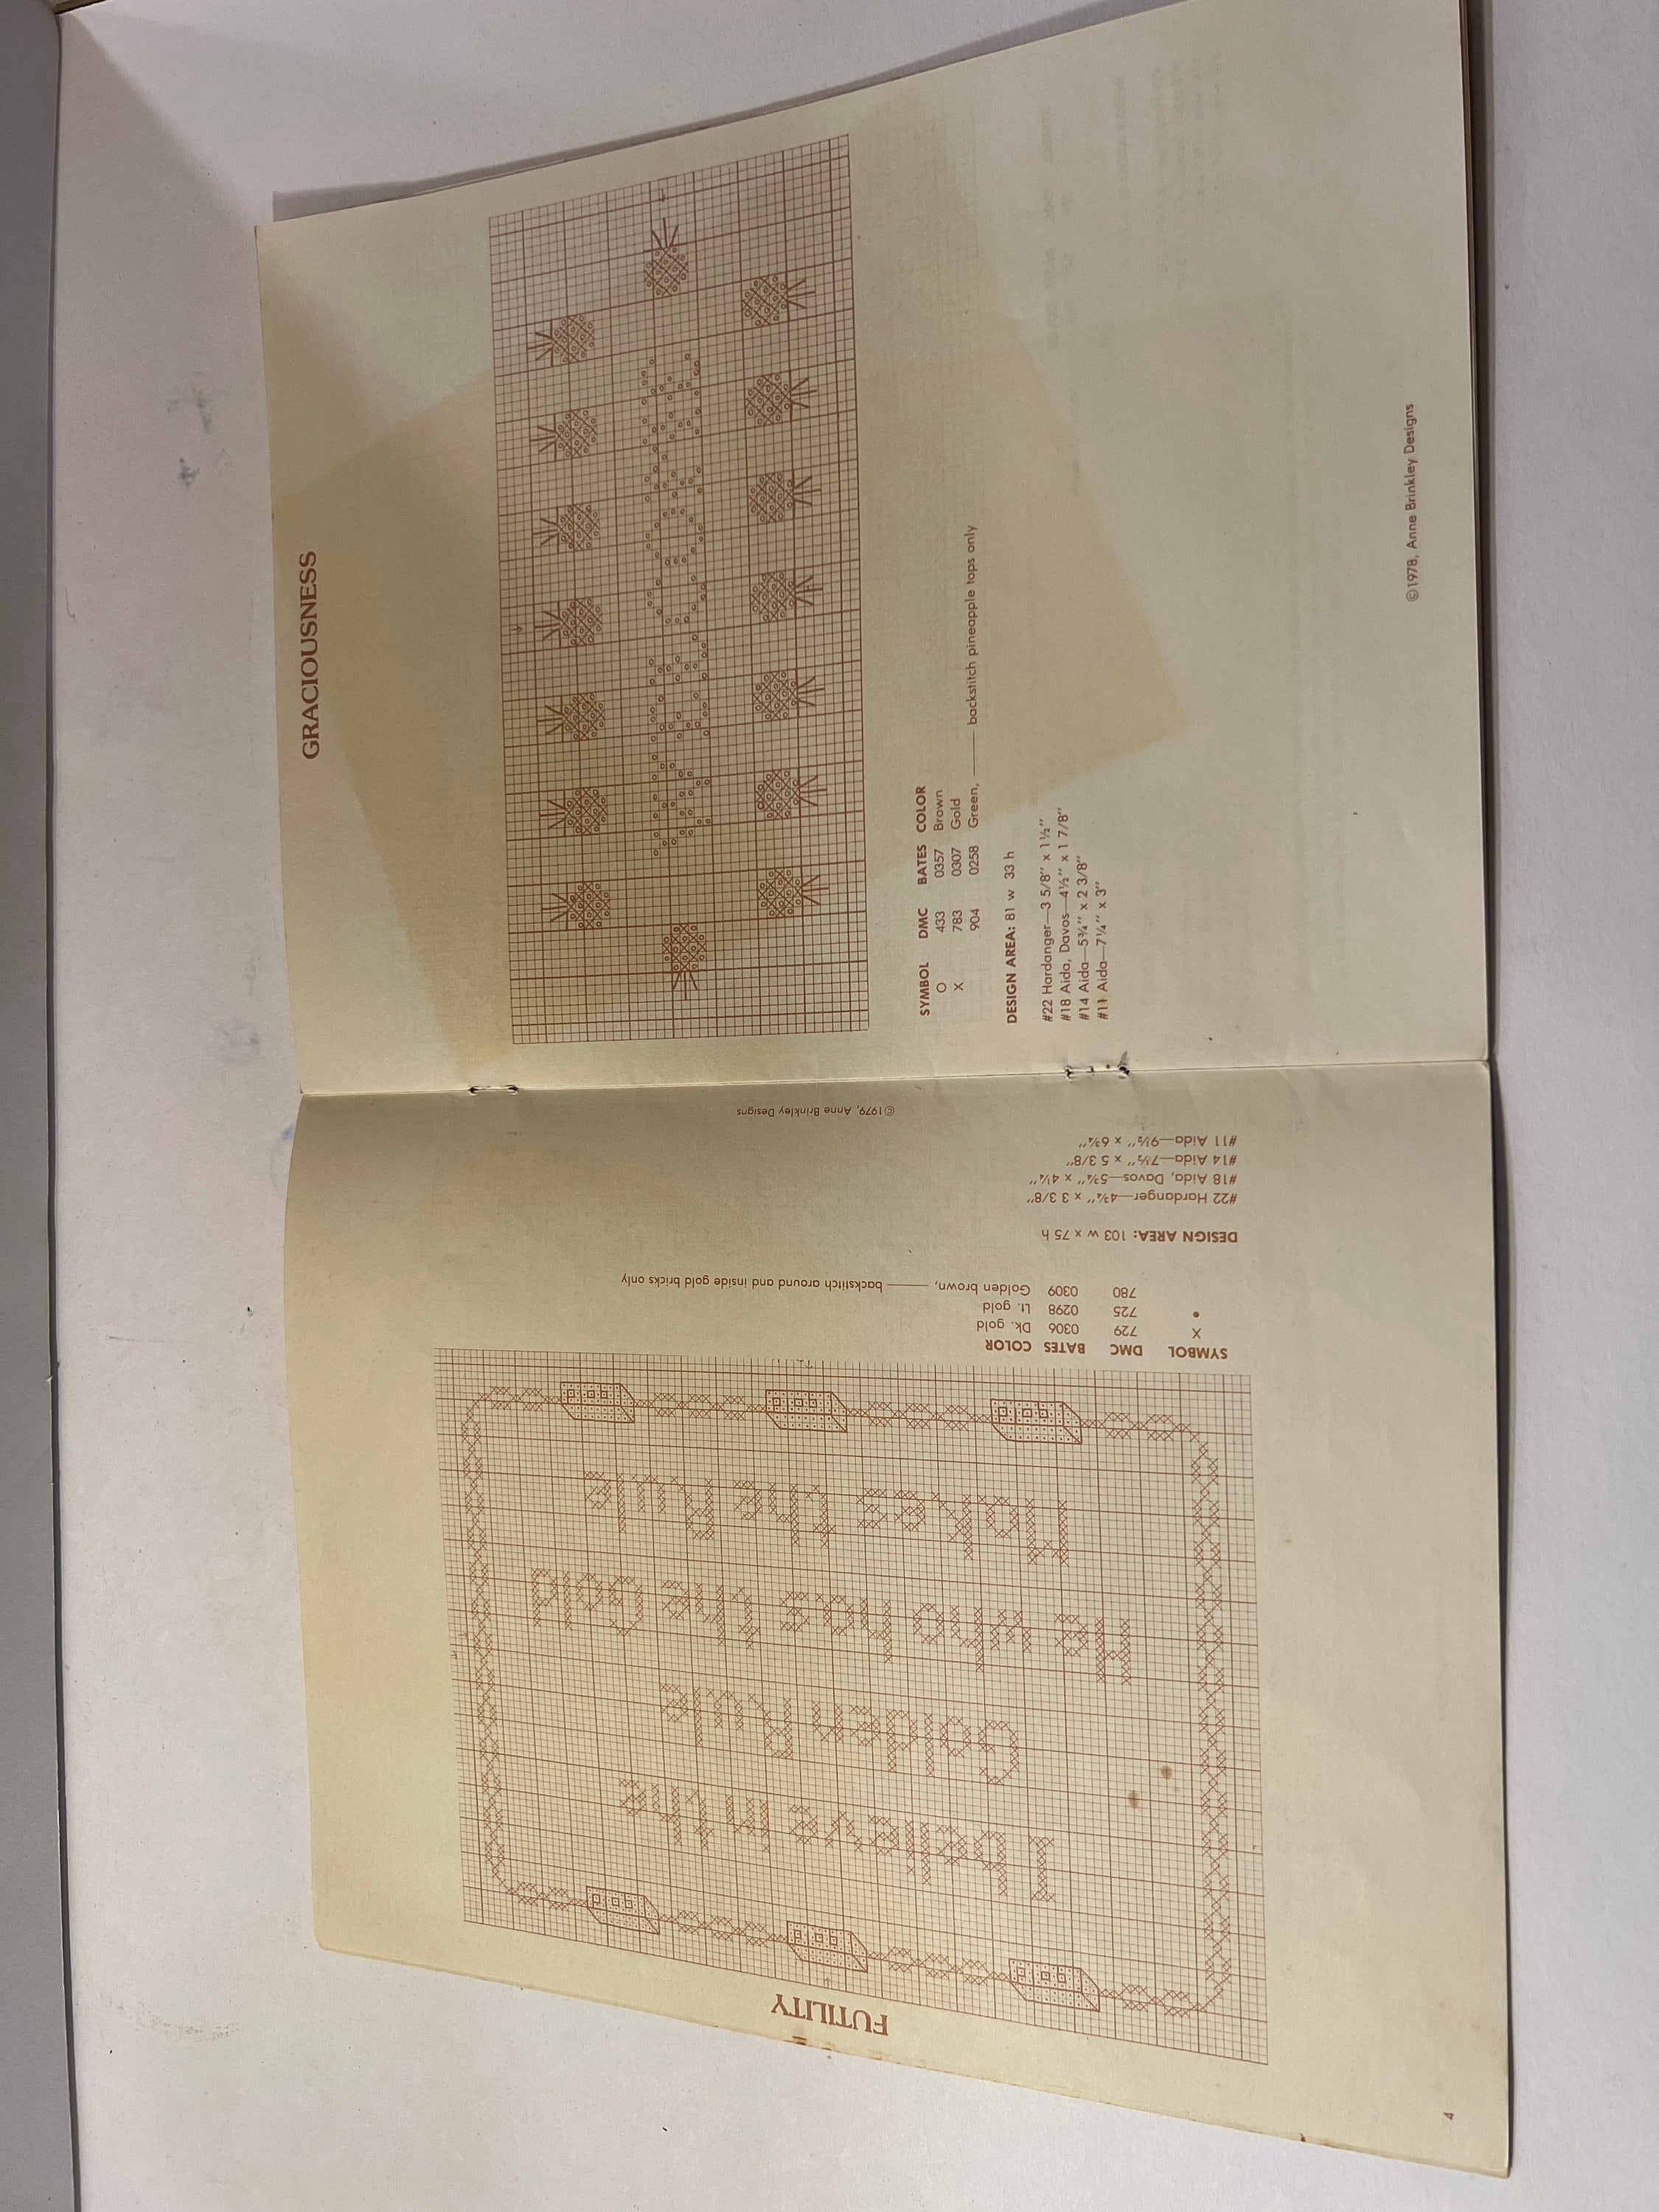 FUTILITY
I believe in the
Golden Rule
He who has the Gold
Makes the Rule
SYMBOL DMC BATES COLOR
X 729 0306 Dk. gold
• 725 0298 Lt. gold
780 0309 Golden brown, —— backstitch around and inside gold bricks only
DESIGN AREA: 103 w x 75 h
#22 Hardanger—4¾" x 3 3/8"
#18 Aida, Davos—5¾" x 4¼"
#14 Aida—7½" x 5 3/8"
#11 Aida—9½" x 6¾"
©1979, Anne Brinkley Designs
4
GRACIOUSNESS
Welcome
SYMBOL DMC BATES COLOR
O 433 0357 Brown
X 783 0307 Gold
904 0258 Green, —— backstitch pineapple tops only
DESIGN AREA: 81 w 33 h
#22 Hardanger—3 5/8" x 1½"
#18 Aida, Davos—4½" x 1 7/8"
#14 Aida—5¾" x 2 3/8"
#11 Aida—7¼" x 3"
©1978, Anne Brinkley Designs